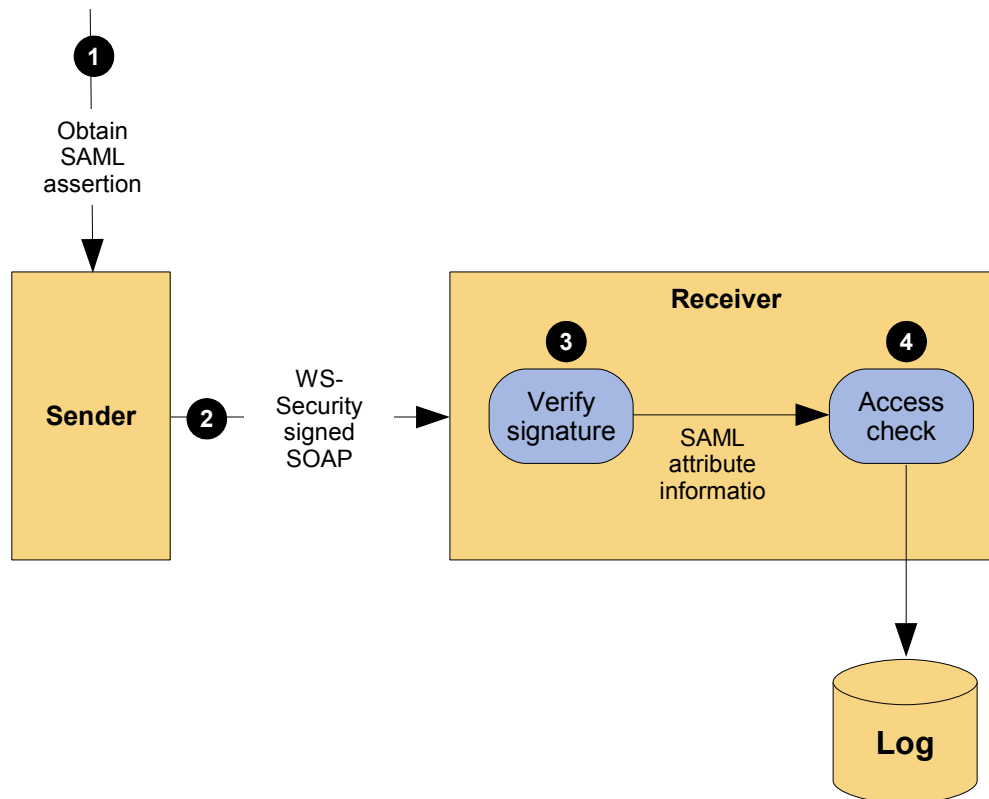 1
Obtain
SAML
assertion
Sender
2
WS-
Security
signed
SOAP
Receiver
3
Verify
signature
SAML
attribute
informatio
4
Access
check
Log